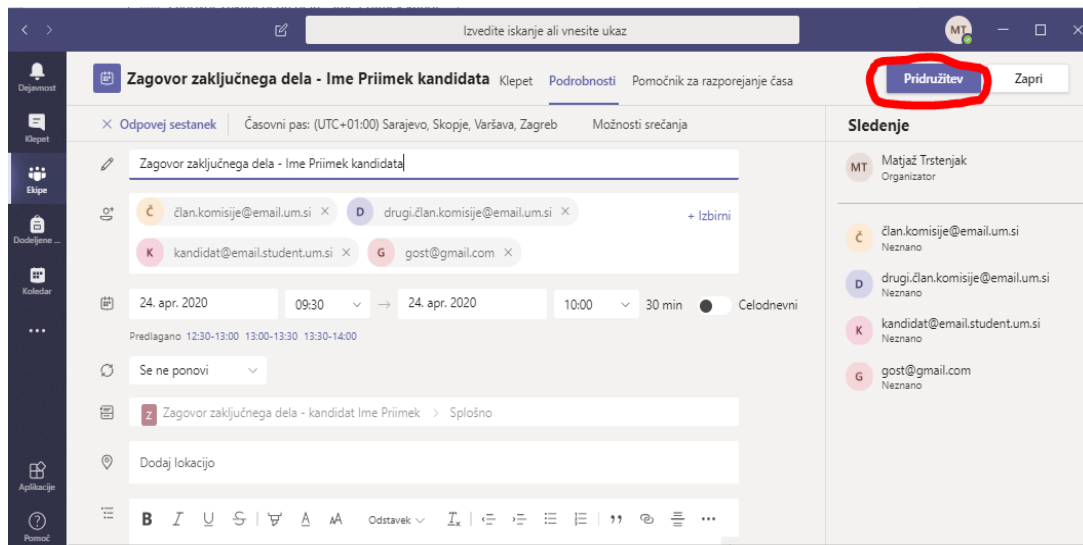 Izvedite iskanje ali vnesite ukaz
MT
Dejavnost
Klepet
Ekipe
Dodeljene ...
Koledar
Aplikacije
Pomoč
Zagovor zaključnega dela - Ime Priimek kandidata Klepet Podrobnosti Pomočnik za razporejanje časa
Pridružitev
Zapri
× Odpovej sestanek Časovni pas: (UTC+01:00) Sarajevo, Skopje, Varšava, Zagreb Možnosti srečanja
Zagovor zaključnega dela - Ime Priimek kandidata
Č član.komisije@email.um.si × D drugi.član.komisije@email.um.si × + Izbirni
K kandidat@email.student.um.si × G gost@gmail.com ×
24. apr. 2020 09:30 → 24. apr. 2020 10:00 30 min Celodnevni
Predlagano 12:30-13:00 13:00-13:30 13:30-14:00
Se ne ponovi
Z Zagovor zaključnega dela - kandidat Ime Priimek > Splošno
Dodaj lokacijo
B I U S A AA Odstavek
Sledenje
MT Matjaž Trstenjak
Organizator
Č član.komisije@email.um.si
Neznano
D drugi.član.komisije@email.um.si
Neznano
K kandidat@email.student.um.si
Neznano
G gost@gmail.com
Neznano